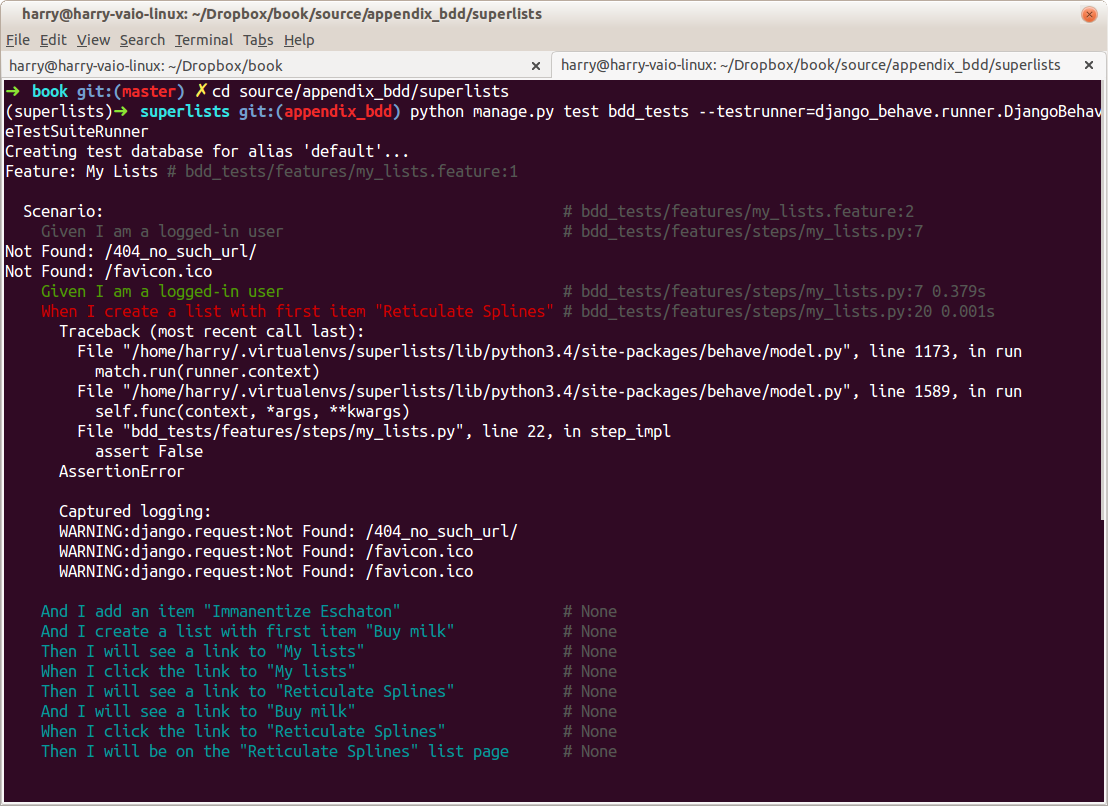 harry@harry-vaio-linux: ~/Dropbox/book/source/appendix_bdd/superlists
File Edit View Search Terminal Tabs Help
harry@harry-vaio-linux: ~/Dropbox/book × harry@harry-vaio-linux: ~/Dropbox/book/source/appendix_bdd/superlists ×
➜ book git:(master) ✗ cd source/appendix_bdd/superlists
(superlists)➜ superlists git:(appendix_bdd) python manage.py test bdd_tests --testrunner=django_behave.runner.DjangoBehav
eTestSuiteRunner
Creating test database for alias 'default'...
Feature: My Lists # bdd_tests/features/my_lists.feature:1
Scenario: # bdd_tests/features/my_lists.feature:2
Given I am a logged-in user # bdd_tests/features/steps/my_lists.py:7
Not Found: /404_no_such_url/
Not Found: /favicon.ico
Given I am a logged-in user # bdd_tests/features/steps/my_lists.py:7 0.379s
When I create a list with first item "Reticulate Splines" # bdd_tests/features/steps/my_lists.py:20 0.001s
Traceback (most recent call last):
File "/home/harry/.virtualenvs/superlists/lib/python3.4/site-packages/behave/model.py", line 1173, in run
match.run(runner.context)
File "/home/harry/.virtualenvs/superlists/lib/python3.4/site-packages/behave/model.py", line 1589, in run
self.func(context, *args, **kwargs)
File "bdd_tests/features/steps/my_lists.py", line 22, in step_impl
assert False
AssertionError
Captured logging:
WARNING:django.request:Not Found: /404_no_such_url/
WARNING:django.request:Not Found: /favicon.ico
WARNING:django.request:Not Found: /favicon.ico
And I add an item "Immanentize Eschaton" # None
And I create a list with first item "Buy milk" # None
Then I will see a link to "My lists" # None
When I click the link to "My lists" # None
Then I will see a link to "Reticulate Splines" # None
And I will see a link to "Buy milk" # None
When I click the link to "Reticulate Splines" # None
Then I will be on the "Reticulate Splines" list page # None